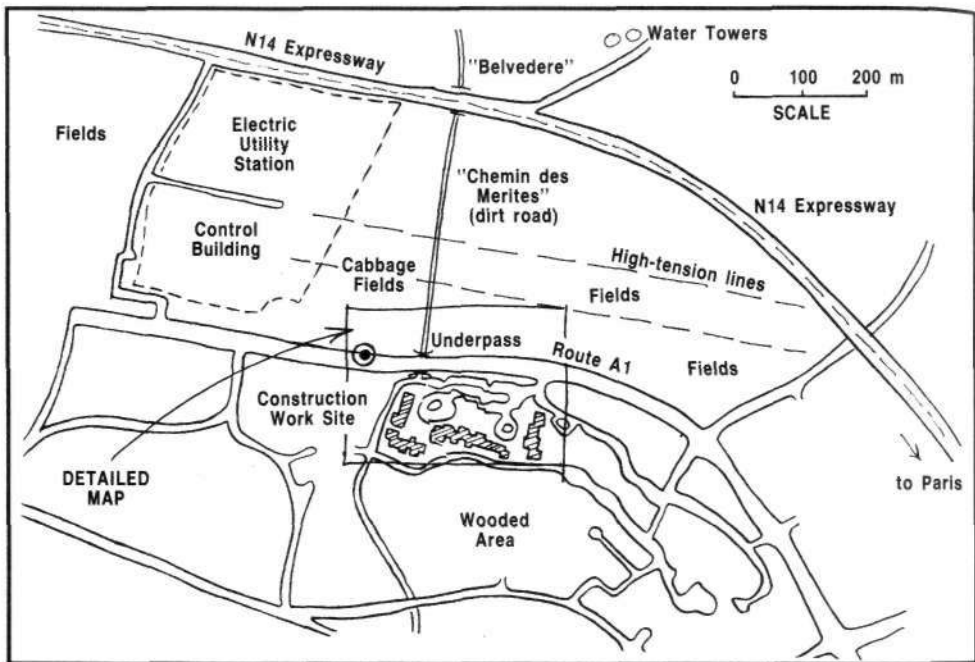 N14 Expressway
Water Towers
"Belvedere"
0 100 200 m
SCALE
Fields
Electric
Utility
Station
"Chemin des
Merites"
(dirt road)
N14 Expressway
Control
Building
High-tension lines
Cabbage
Fields
Fields
Underpass
Route A1
Fields
Construction
Work Site
DETAILED
MAP
to Paris
Wooded
Area